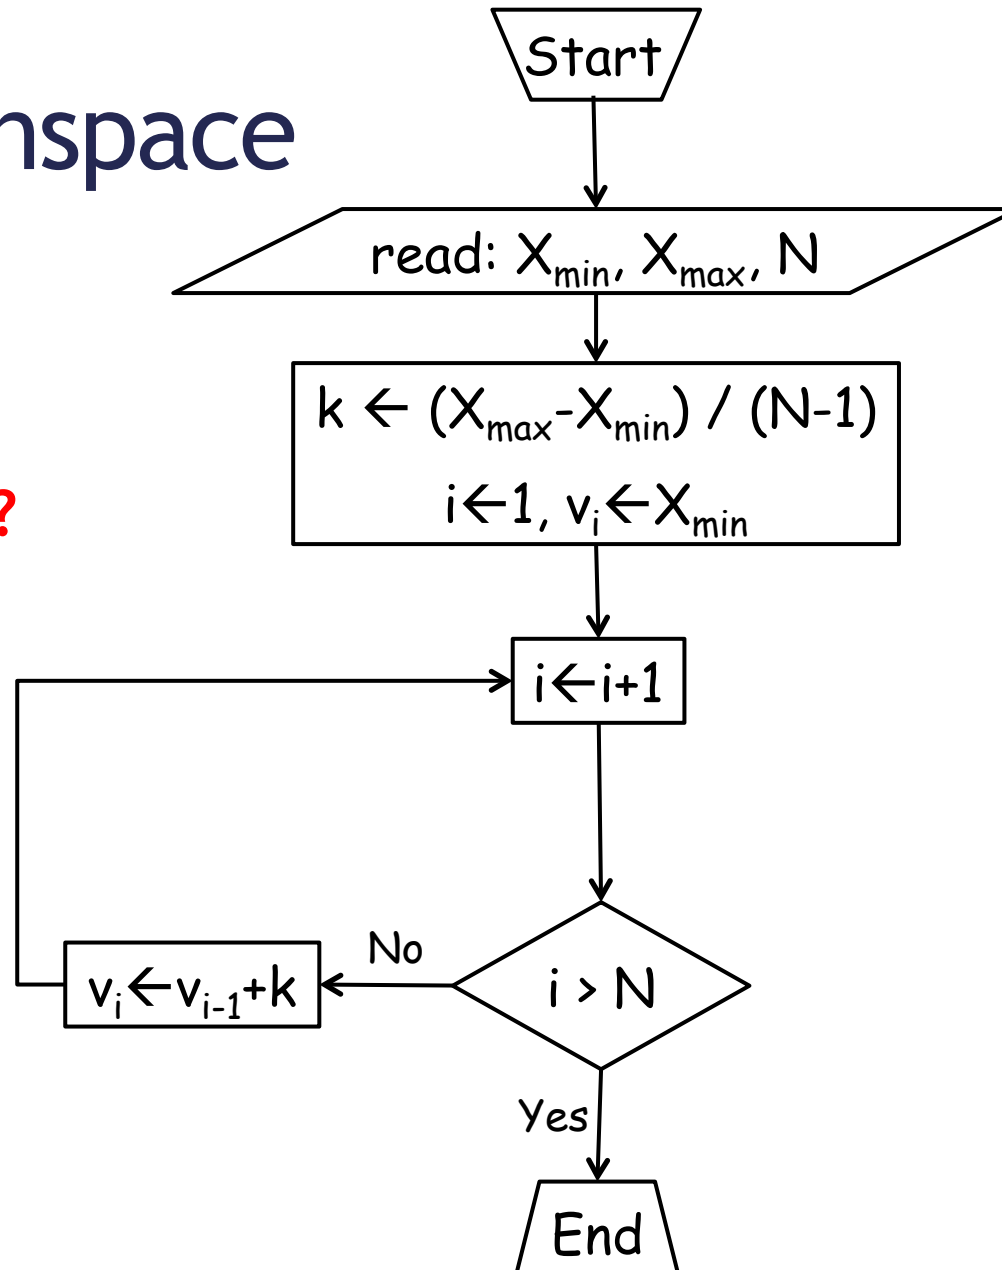 Start
nspace
read: Xmin, Xmax, N
k ← (Xmax-Xmin) / (N-1)
i←1, vi←Xmin
?
i←i+1
No
i > N
vi←vi-1+k
Yes
End